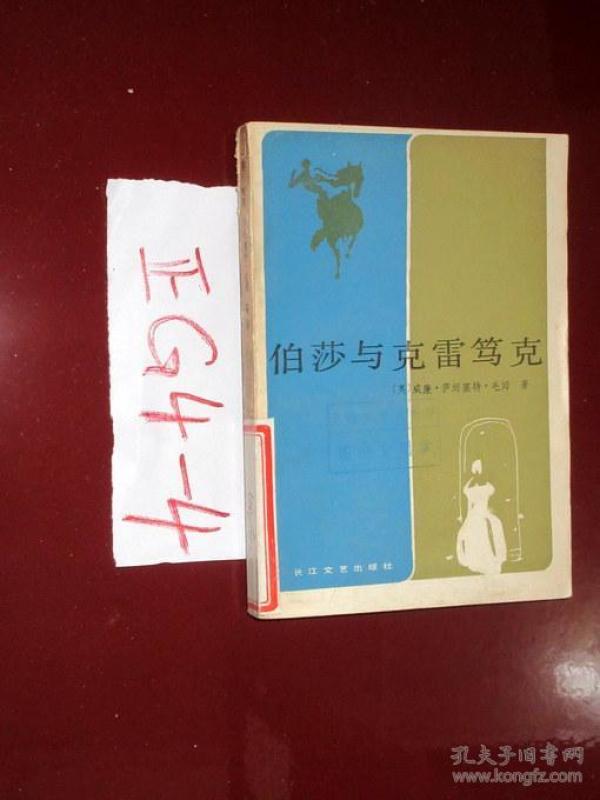 正G4-4
伯莎与克雷笃克
〔英〕威廉·萨姆塞特·毛姆 著
长江文艺出版社
孔夫子旧书网
www.kongfz.com